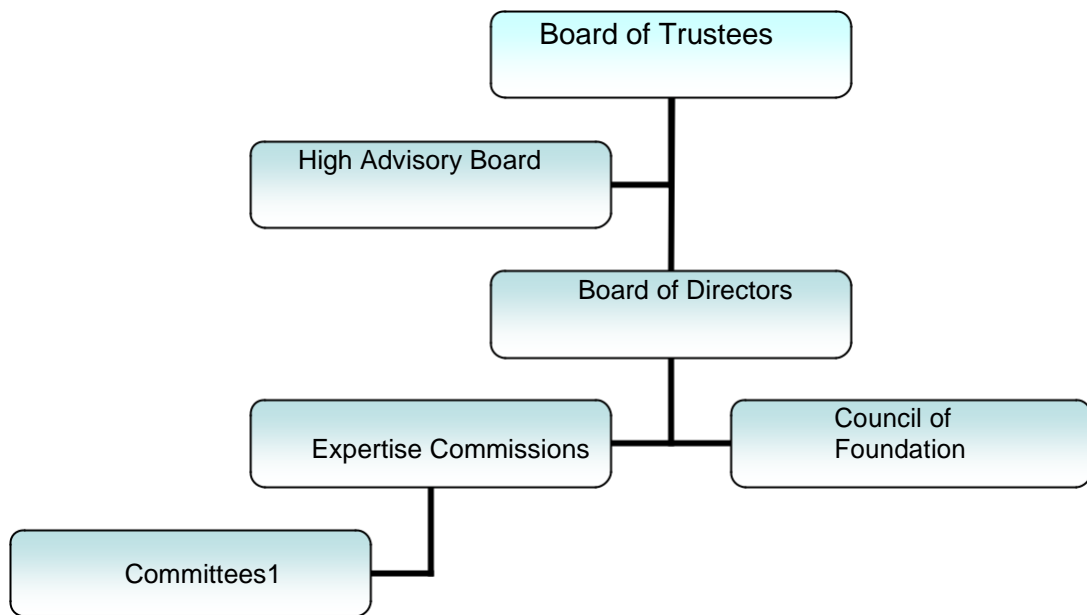 Board of Trustees
High Advisory Board
Board of Directors
Expertise Commissions
Council of
Foundation
Committees1